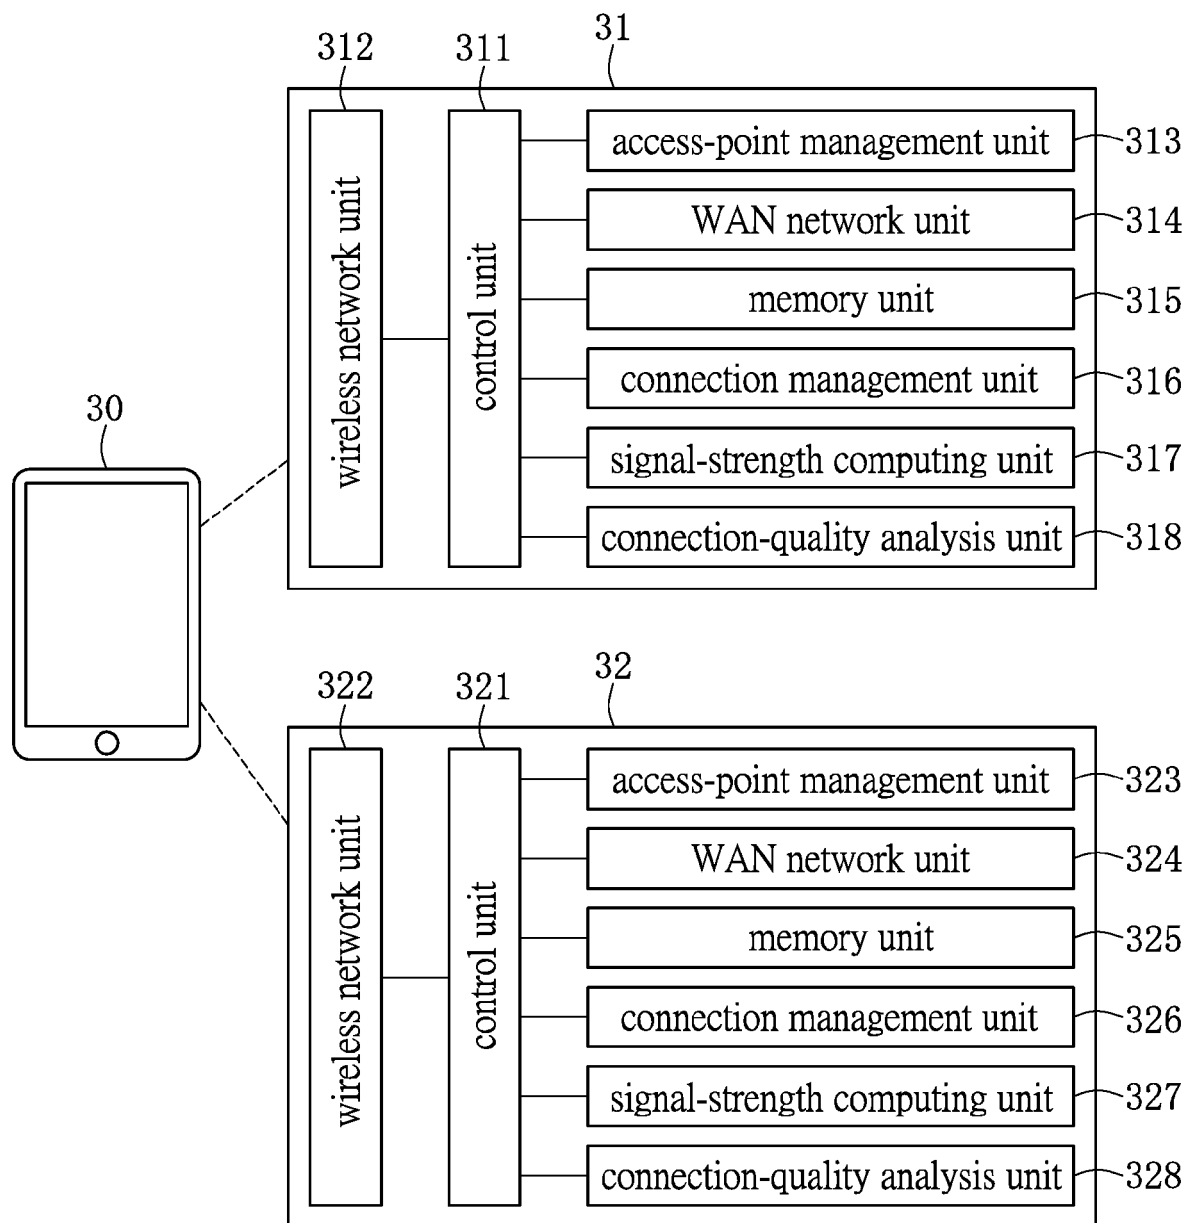 312
311
31
wireless network unit
control unit
access-point management unit
313
WAN network unit
314
memory unit
315
connection management unit
316
signal-strength computing unit
317
connection-quality analysis unit
318
30
322
321
32
wireless network unit
control unit
access-point management unit
323
WAN network unit
324
memory unit
325
connection management unit
326
signal-strength computing unit
327
connection-quality analysis unit
328